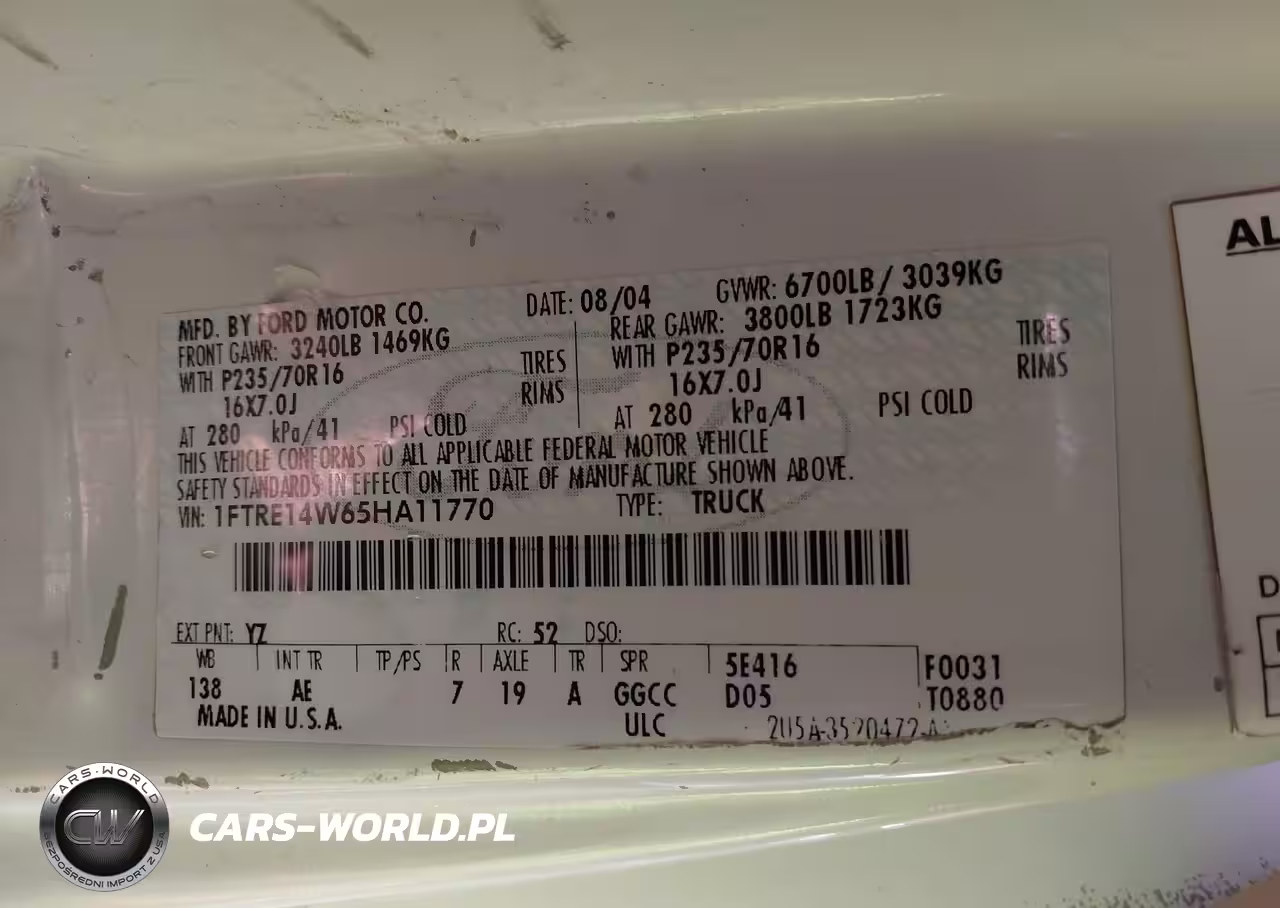 MFD. BY FORD MOTOR CO. DATE: 08/04 GVWR: 6700LB / 3039KG
FRONT GAWR: 3240LB 1469KG REAR GAWR: 3800LB 1723KG
WITH P235/70R16 TIRES WITH P235/70R16 TIRES
16X7.0J RIMS 16X7.0J RIMS
AT 280 kPa/41 PSI COLD AT 280 kPa/41 PSI COLD
THIS VEHICLE CONFORMS TO ALL APPLICABLE FEDERAL MOTOR VEHICLE
SAFETY STANDARDS IN EFFECT ON THE DATE OF MANUFACTURE SHOWN ABOVE.
VIN: 1FTRE14W65HA11770 TYPE: TRUCK
EXT PNT: YZ RC: 52 DSO:
WB INT TR TP/PS R AXLE TR SPR 5E416 F0031
138 AE 7 19 A GGCC D05 T0880
MADE IN U.S.A. ULC
AL
D
CARS-WORLD
CW
BEZPOŚREDNI IMPORT Z USA
CARS-WORLD.PL